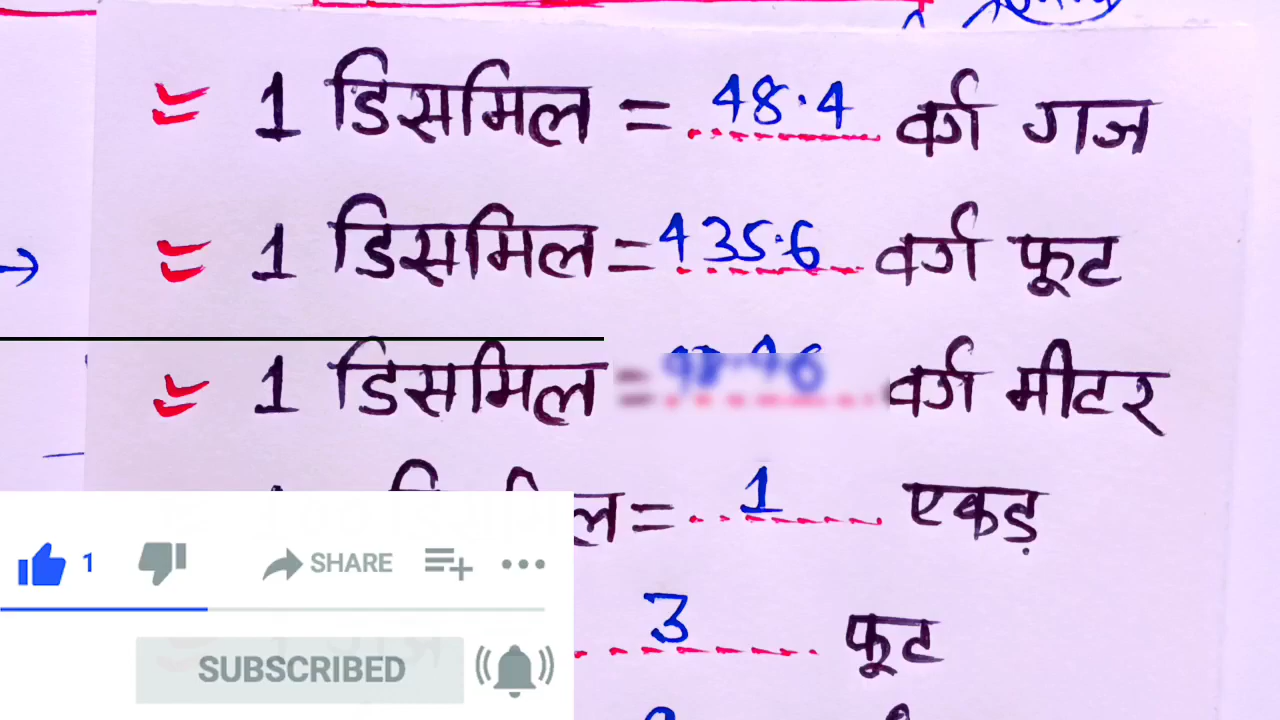 1 डिसमिल = 48.4 वर्ग गज
1 डिसमिल = 435.6 वर्ग फूट
1 डिसमिल = वर्ग मीटर
= 1 एकड़
3 फूट
1 SHARE
SUBSCRIBED